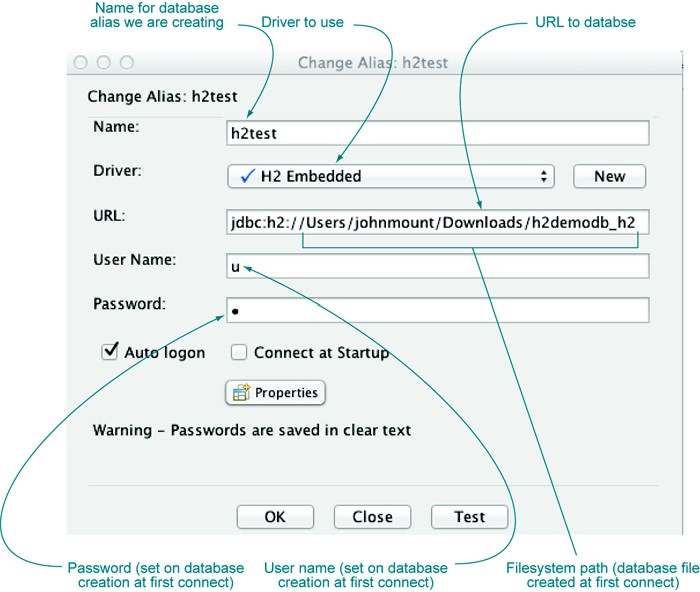 Name for database
alias we are creating
Driver to use
URL to databse
Change Alias: h2test
Change Alias: h2test
Name:
h2test
Driver:
✓ H2 Embedded
New
URL:
jdbc:h2://Users/johnmount/Downloads/h2demodb_h2
User Name:
u
Password:
•
Auto logon
Connect at Startup
Properties
Warning – Passwords are saved in clear text
OK
Close
Test
Password (set on database
creation at first connect)
User name (set on database
creation at first connect)
Filesystem path (database file
created at first connect)